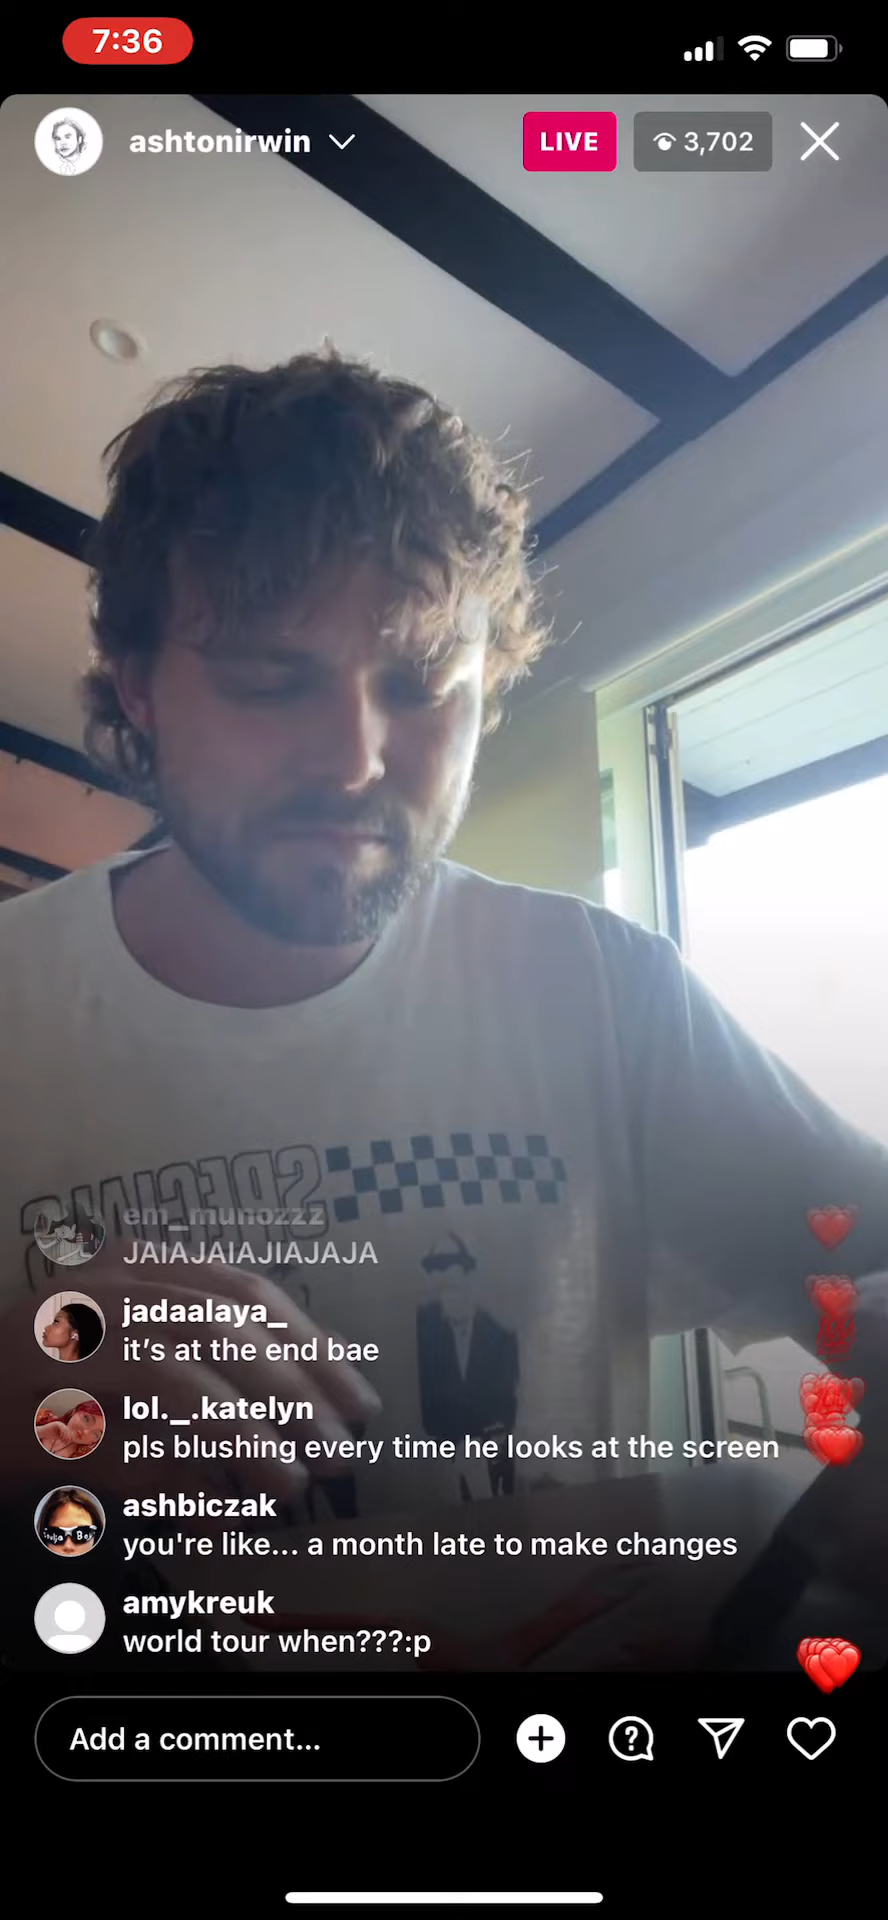 7:36
ashtonirwin
LIVE
3,702
SPECIALS
em_munozzz
JAIAJAIAJIAJAJA
jadaalaya_
it’s at the end bae
lol._.katelyn
pls blushing every time he looks at the screen
ashbiczak
you're like... a month late to make changes
amykreuk
world tour when???:p
Add a comment...